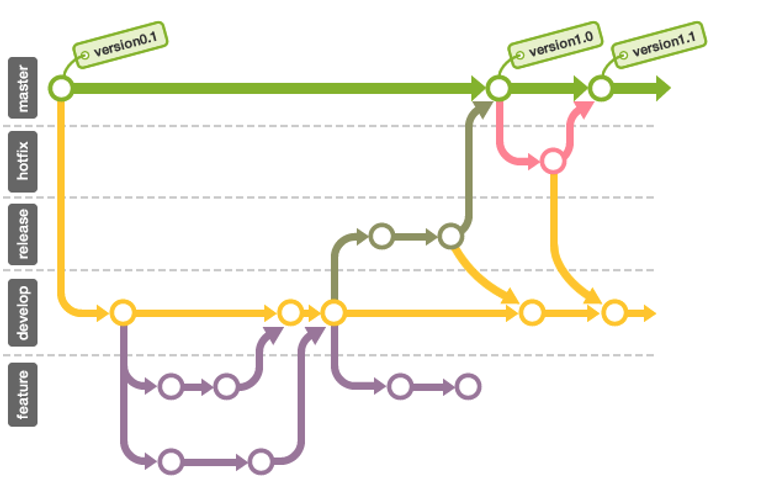 version0.1
version1.0
version1.1
master
hotfix
release
develop
feature